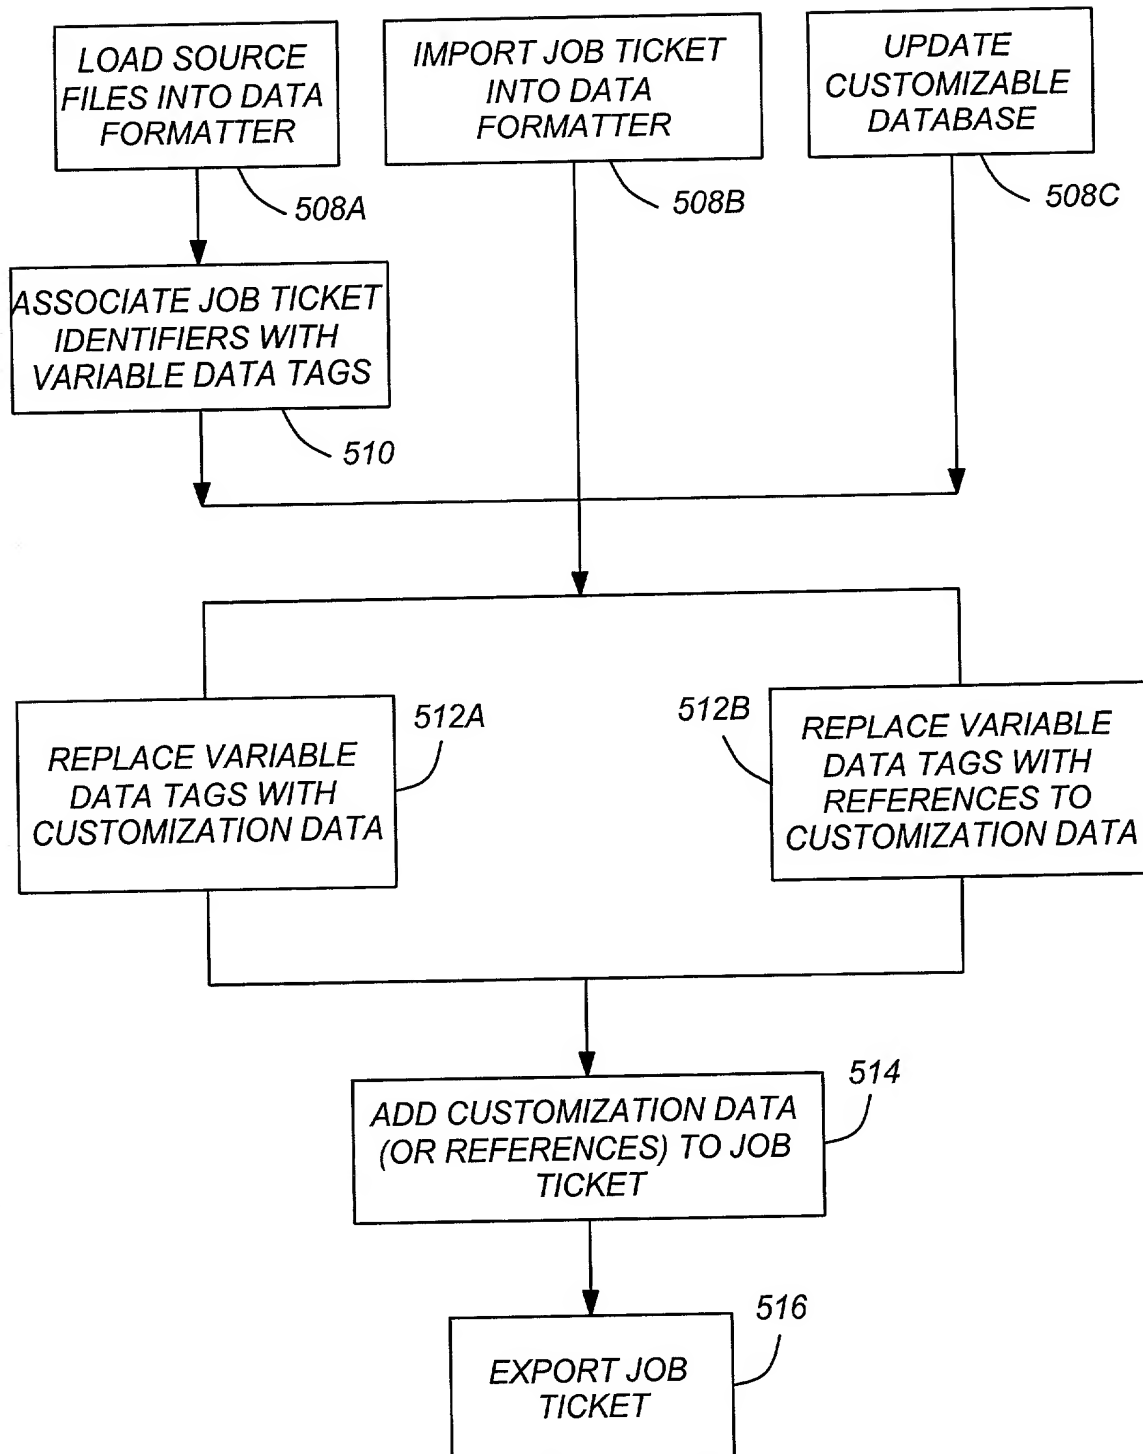 LOAD SOURCE
FILES INTO DATA
FORMATTER
508A
IMPORT JOB TICKET
INTO DATA
FORMATTER
508B
UPDATE
CUSTOMIZABLE
DATABASE
508C
ASSOCIATE JOB TICKET
IDENTIFIERS WITH
VARIABLE DATA TAGS
510
REPLACE VARIABLE
DATA TAGS WITH
CUSTOMIZATION DATA
512A
512B
REPLACE VARIABLE
DATA TAGS WITH
REFERENCES TO
CUSTOMIZATION DATA
ADD CUSTOMIZATION DATA
(OR REFERENCES) TO JOB
TICKET
514
EXPORT JOB
TICKET
516